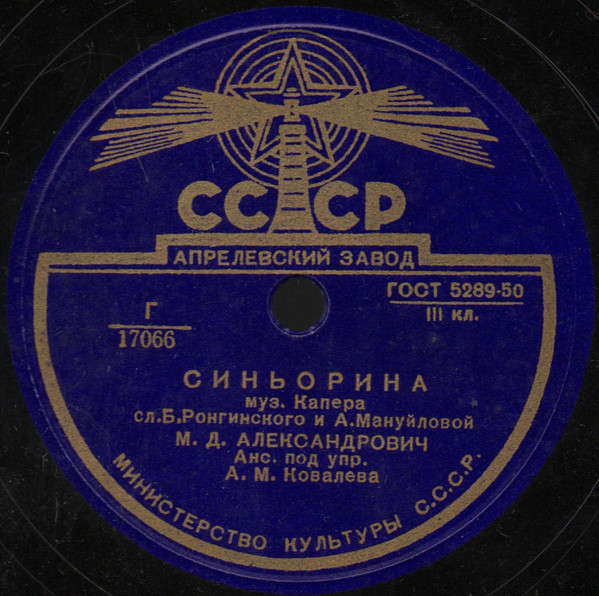 СССР
АПРЕЛЕВСКИЙ ЗАВОД
ГОСТ 5289-50
III кл.
Г
17066
СИНЬОРИНА
муз. Капера
сл.Б.Ронгинского и А.Мануйловой
М. Д. АЛЕКСАНДРОВИЧ
Анс. под упр.
А. М. Ковалева
МИНИСТЕРСТВО КУЛЬТУРЫ С.С.С.Р.